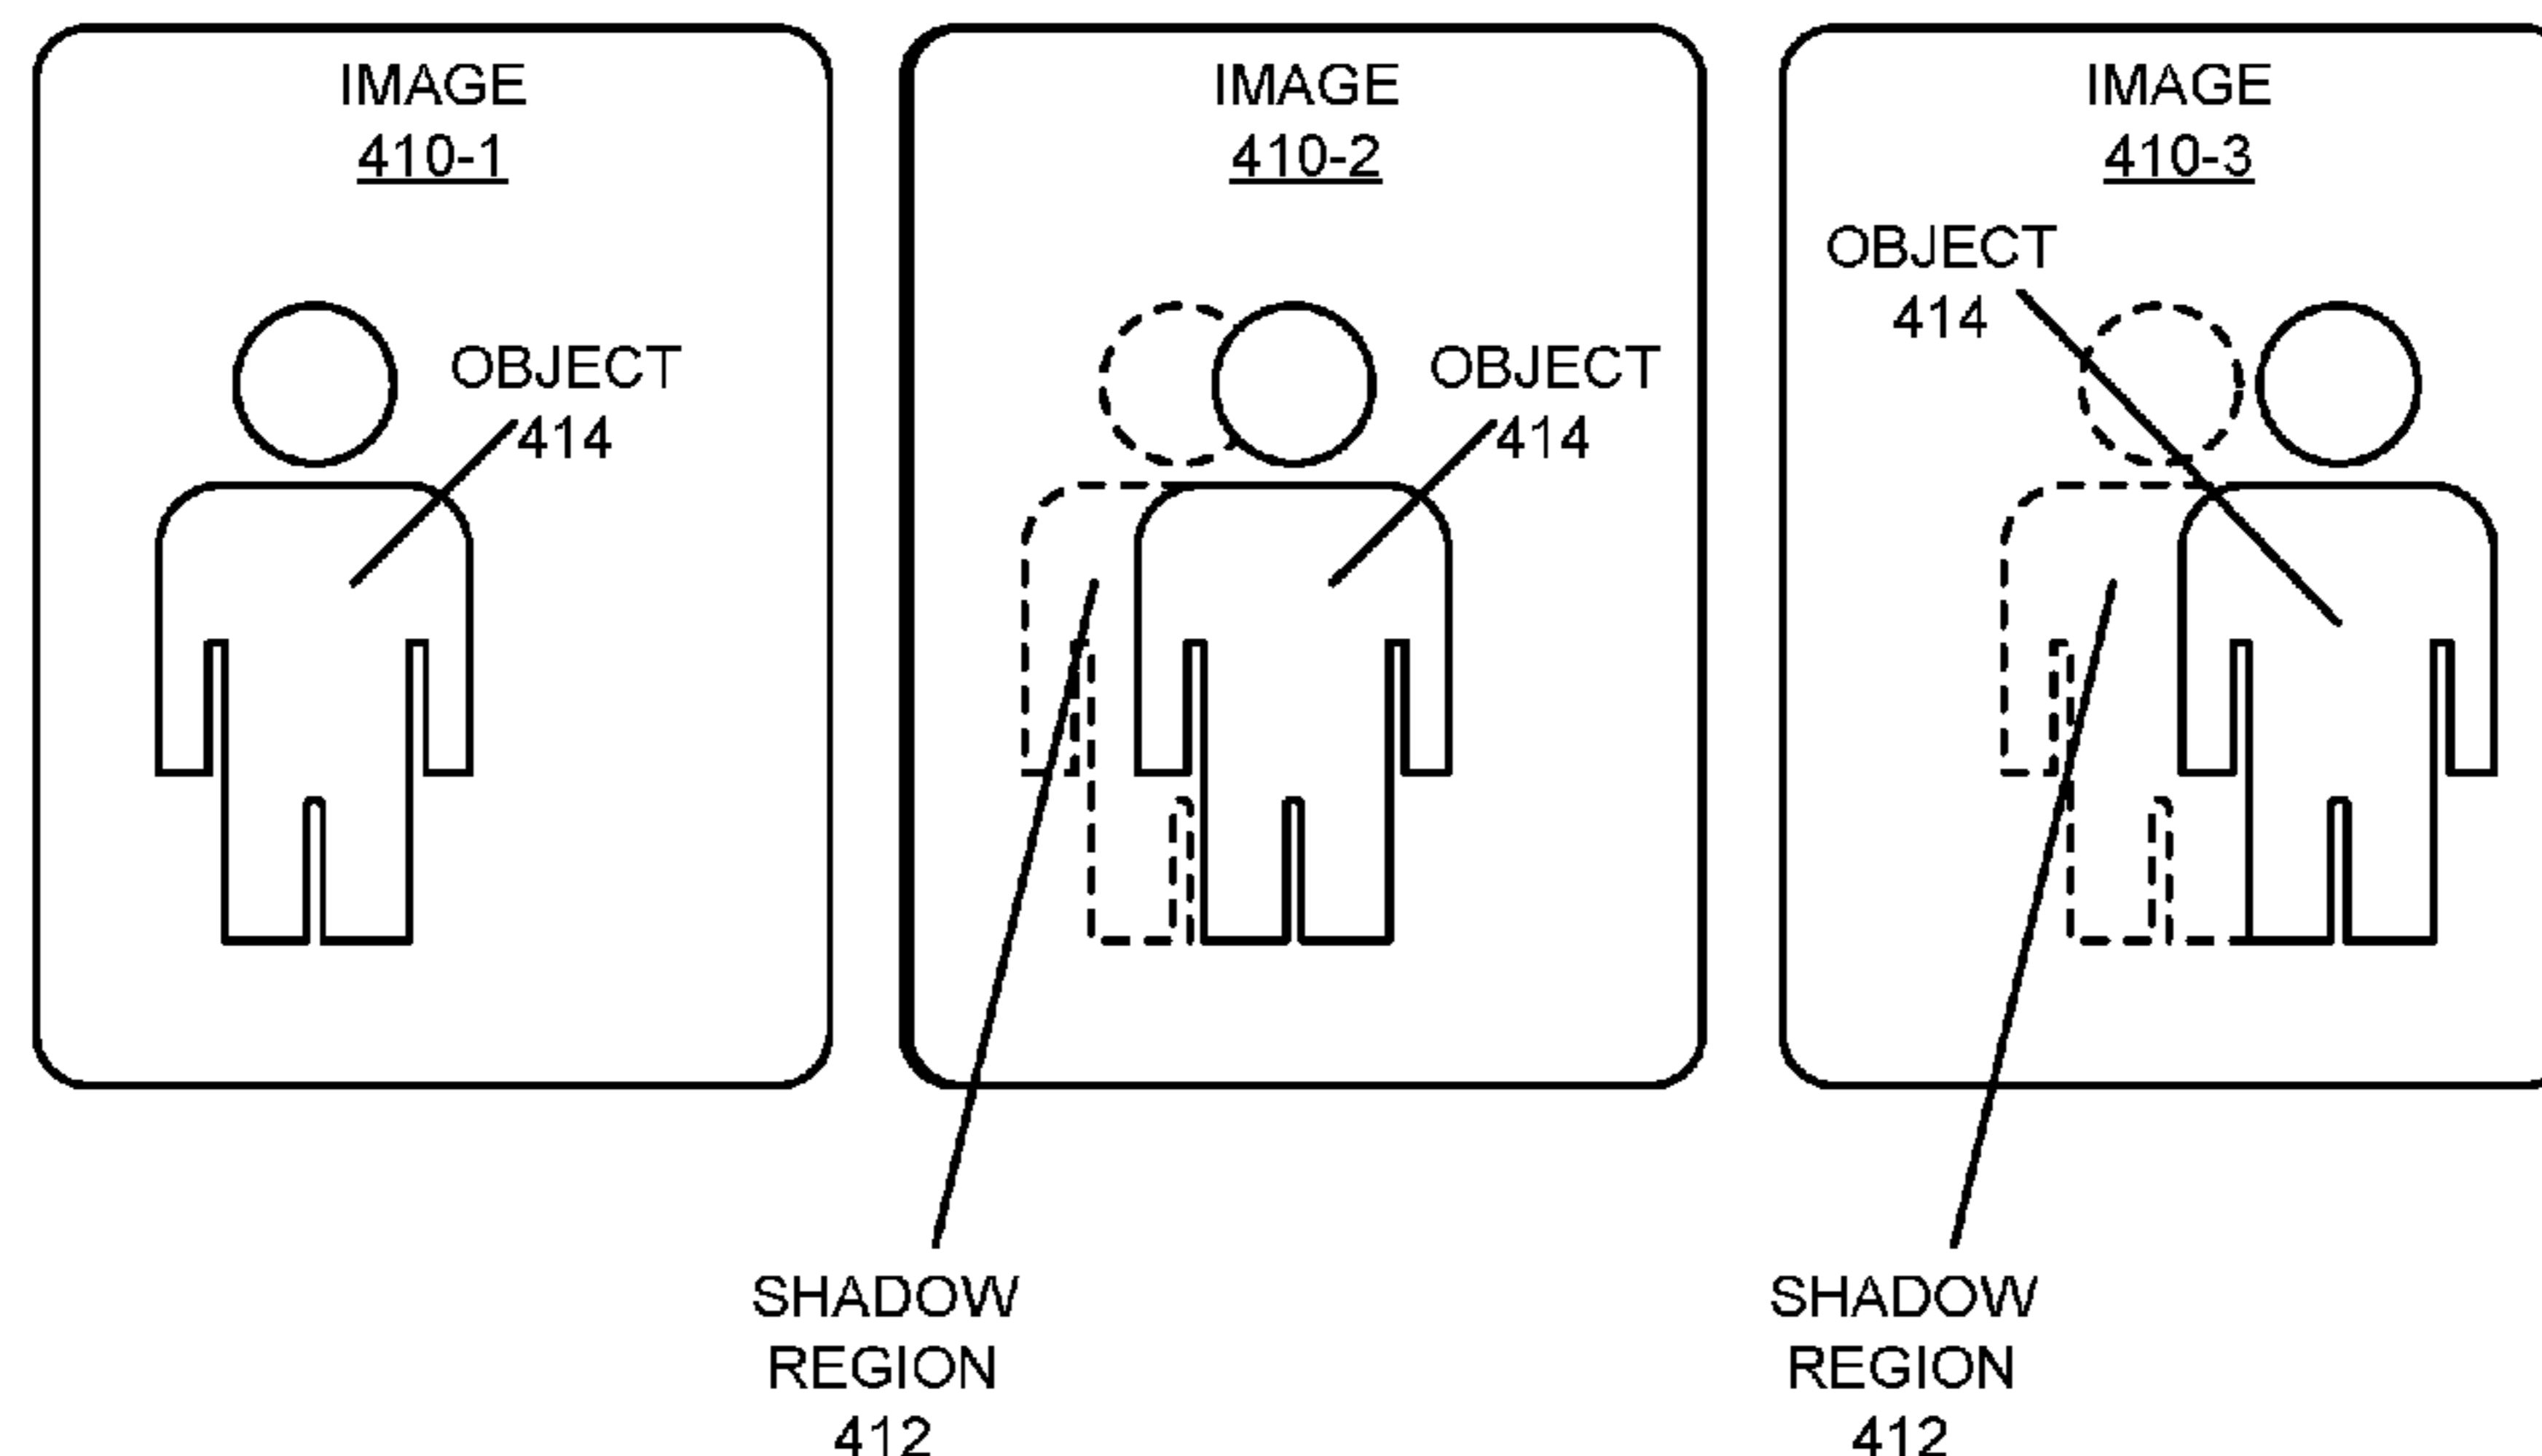 IMAGE
410-1
OBJECT
414
IMAGE
410-2
OBJECT
414
SHADOW
REGION
412
IMAGE
410-3
OBJECT
414
SHADOW
REGION
412